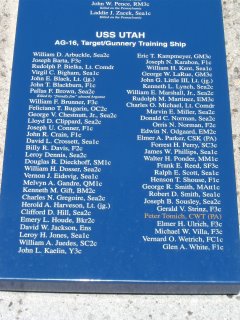 John W. Pence, RM3c
Laddie J. Zacek, Sea1c
USS UTAH
AG-16, Target/Gunnery Training Ship
William D. Arbuckle, Sea2c
Joseph Barta, F3c
Rudolph P. Bielka, Lt. Comdr
Virgil C. Bigham, Sea1c
John E. Black, Lt. (jg.)
John T. Blackburn, F1c
Pallas F. Brown, Sea2c
William F. Brunner, F3c
Feliciano T. Bugarin, OC2c
George V. Chestnut, Jr., Sea2c
Lloyd D. Clippard, Sea2c
Joseph U. Conner, F1c
John R. Crain, F1c
David L. Crossett, Sea1c
Billy R. Davis, F2c
Leroy Dennis, Sea2c
Douglas R. Dieckhoff, SM1c
William H. Dosser, Sea2c
Vernon J. Eidsvig, Sea1c
Melvyn A. Gandre, QM1c
Kenneth M. Gift, BM2c
Charles N. Gregoire, Sea2c
Herold A. Harveson, Lt. (jg.)
Clifford D. Hill, Sea2c
Emery L. Houde, Bkr2c
David W. Jackson, Ens
Leroy H. Jones, Sea1c
William A. Juedes, SC2c
John L. Kaelin, Y3c
Eric T. Kampmeyer, GM3c
Joseph N. Karabon, F1c
William H. Kent, Sea1c
George W. LaRue, GM3c
John G. Little III, Lt. (jg.)
Kenneth L. Lynch, Sea2c
William E. Marshall, Jr., Sea2c
Rudolph M. Martinez, EM3c
Charles O. Michael, Lt. Comdr
Marvin E. Miller, Sea2c
Donald C. Norman, Sea2c
Orris N. Norman, F2c
Edwin N. Odgaard, EM2c
Elmer A. Parker, CSK (PA)
Forrest H. Perry, SC3c
James W. Phillips, Sea1c
Walter H. Ponder, MM1c
Frank E. Reed, SF3c
Ralph E. Scott, Sea1c
Henson T. Shouse, F1c
George R. Smith, MAtt1c
Robert D. Smith, Sea1c
Joseph B. Sousley, Sea2c
Gerald V. Strinz, F3c
Peter Tomich, CWT (PA)
Elmer H. Ulrich, F3c
Michael W. Villa, F3c
Vernard O. Wetrich, FC1c
Glen A. White, F1c